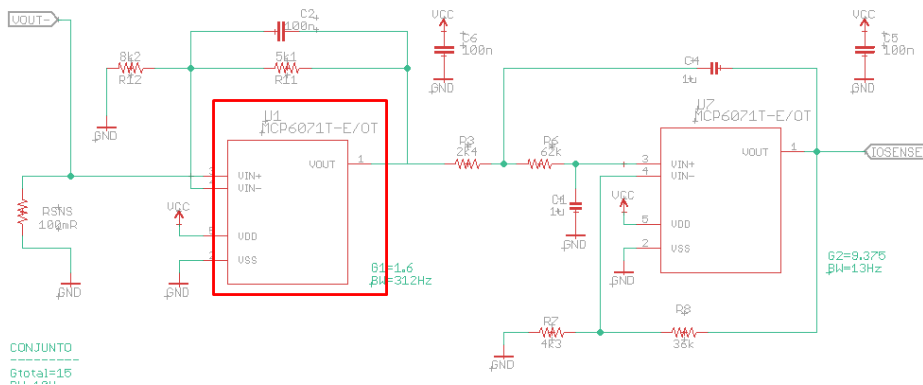 VOUT-
C2
100n
VCC
C6
100n
GND
VCC
C5
100n
GND
8k2
R12
5k1
R11
GND
C4
1u
U1
MCP6071T-E/OT
U7
MCP6071T-E/OT
VOUT
1
R3
2k4
R6
62k
3
VIN+
4
VIN-
VOUT
1
IOSENSE
VIN+
VIN-
RSNS
100mR
VCC
VDD
VSS
GND
GND
C1
1u
GND
VCC
5
VDD
2
VSS
GND
G1=1.6
BW=312Hz
G2=9.375
BW=13Hz
R7
4k3
R8
36k
GND
CONJUNTO
Gtotal=15